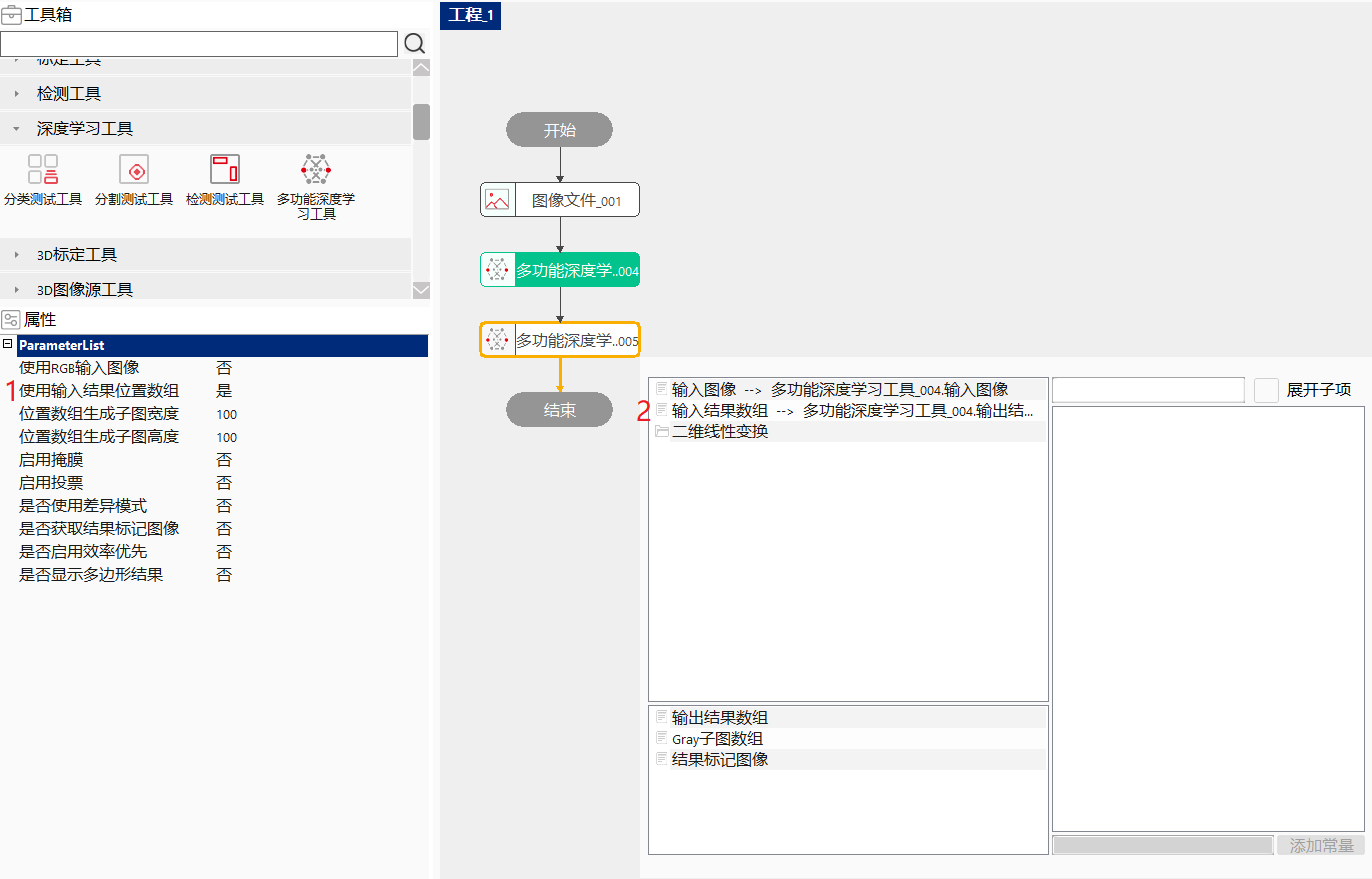 工具箱
标定工具
检测工具
深度学习工具
分类测试工具
分割测试工具
检测测试工具
多功能深度学
习工具
3D标定工具
3D图像源工具
属性
ParameterList
使用RGB输入图像 否
1 使用输入结果位置数组 是
位置数组生成子图宽度 100
位置数组生成子图高度 100
启用掩膜 否
启用投票 否
是否使用差异模式 否
是否获取结果标记图像 否
是否启用效率优先 否
是否显示多边形结果 否
工程_1
开始
图像文件_001
多功能深度学..004
多功能深度学..005
结束
输入图像 --> 多功能深度学习工具_004.输入图像
2 输入结果数组 --> 多功能深度学习工具_004.输出结...
二维线性变换
输出结果数组
Gray子图数组
结果标记图像
展开子项
添加常量